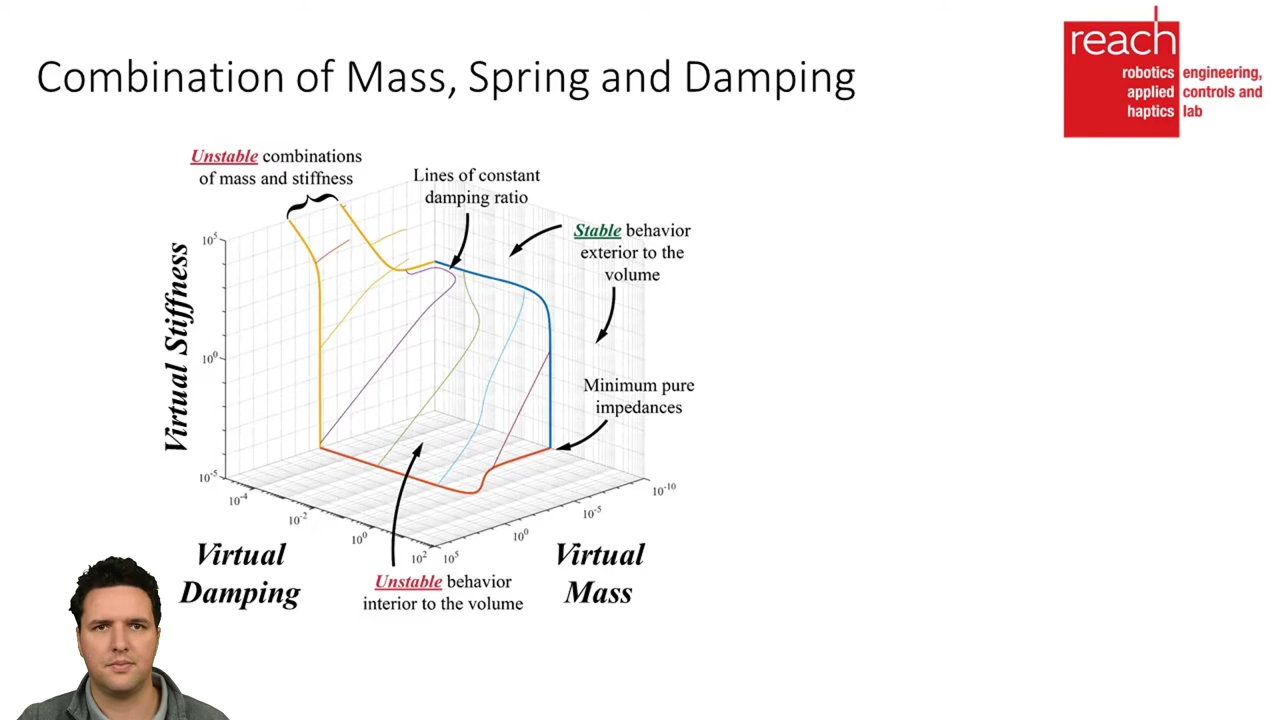 Combination of Mass, Spring and Damping
reach
robotics engineering,
applied controls and
haptics lab
Unstable combinations
of mass and stiffness
Lines of constant
damping ratio
Stable behavior
exterior to the
volume
Minimum pure
impedances
Virtual Stiffness
10^5
10^0
10^-5
10^-4
10^-2
10^0
10^2
10^5
10^0
10^-5
10^-10
Virtual
Damping
Virtual
Mass
Unstable behavior
interior to the volume